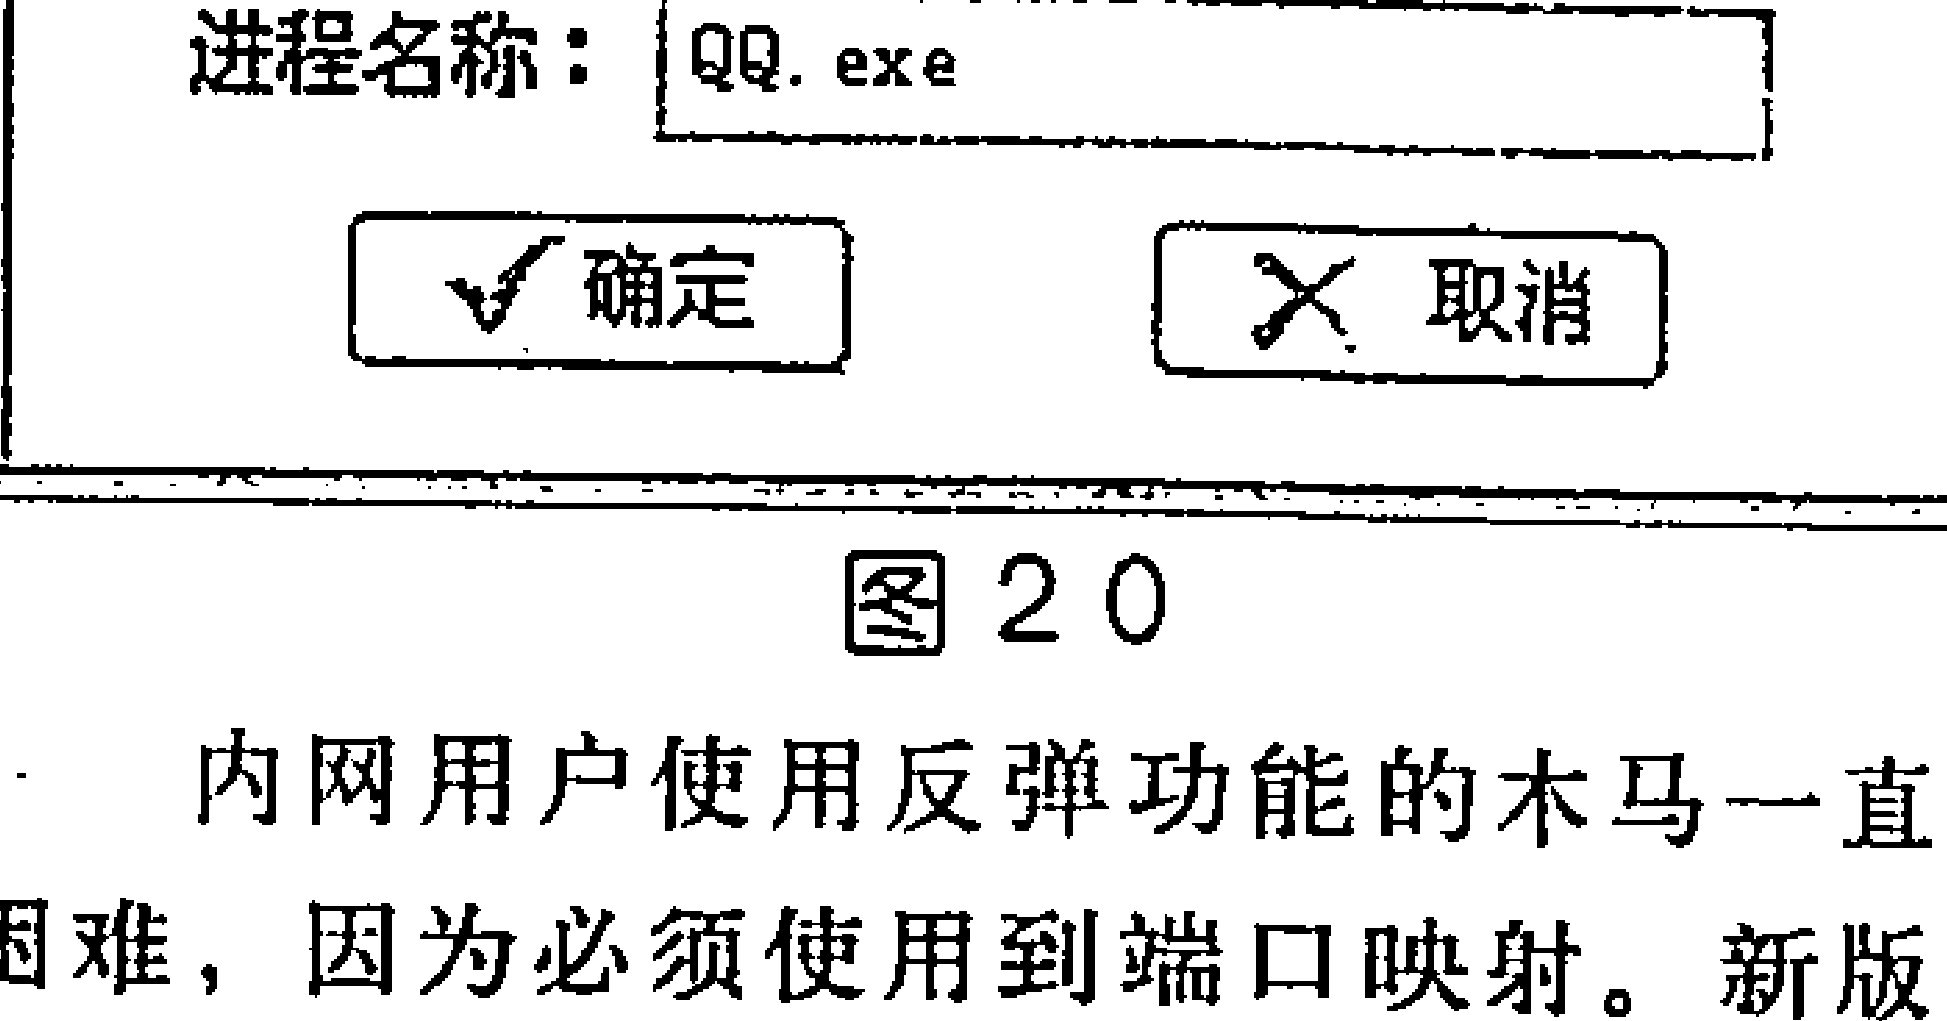 进程名称： QQ. exe
确定 取消
图 20
内网用户使用反弹功能的木马一直
困难，因为必须使用到端口映射。新版